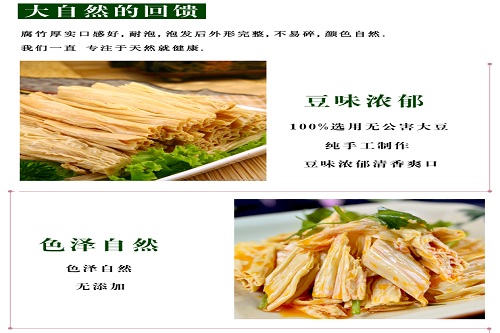 大自然的回馈
腐竹厚实口感好,耐泡,泡发后外形完整,不易碎,颜色自然.
我们一直 专注于天然就健康.
豆味浓郁
100%选用无公害大豆
纯手工制作
豆味浓郁清香爽口
色泽自然
色泽自然
无添加